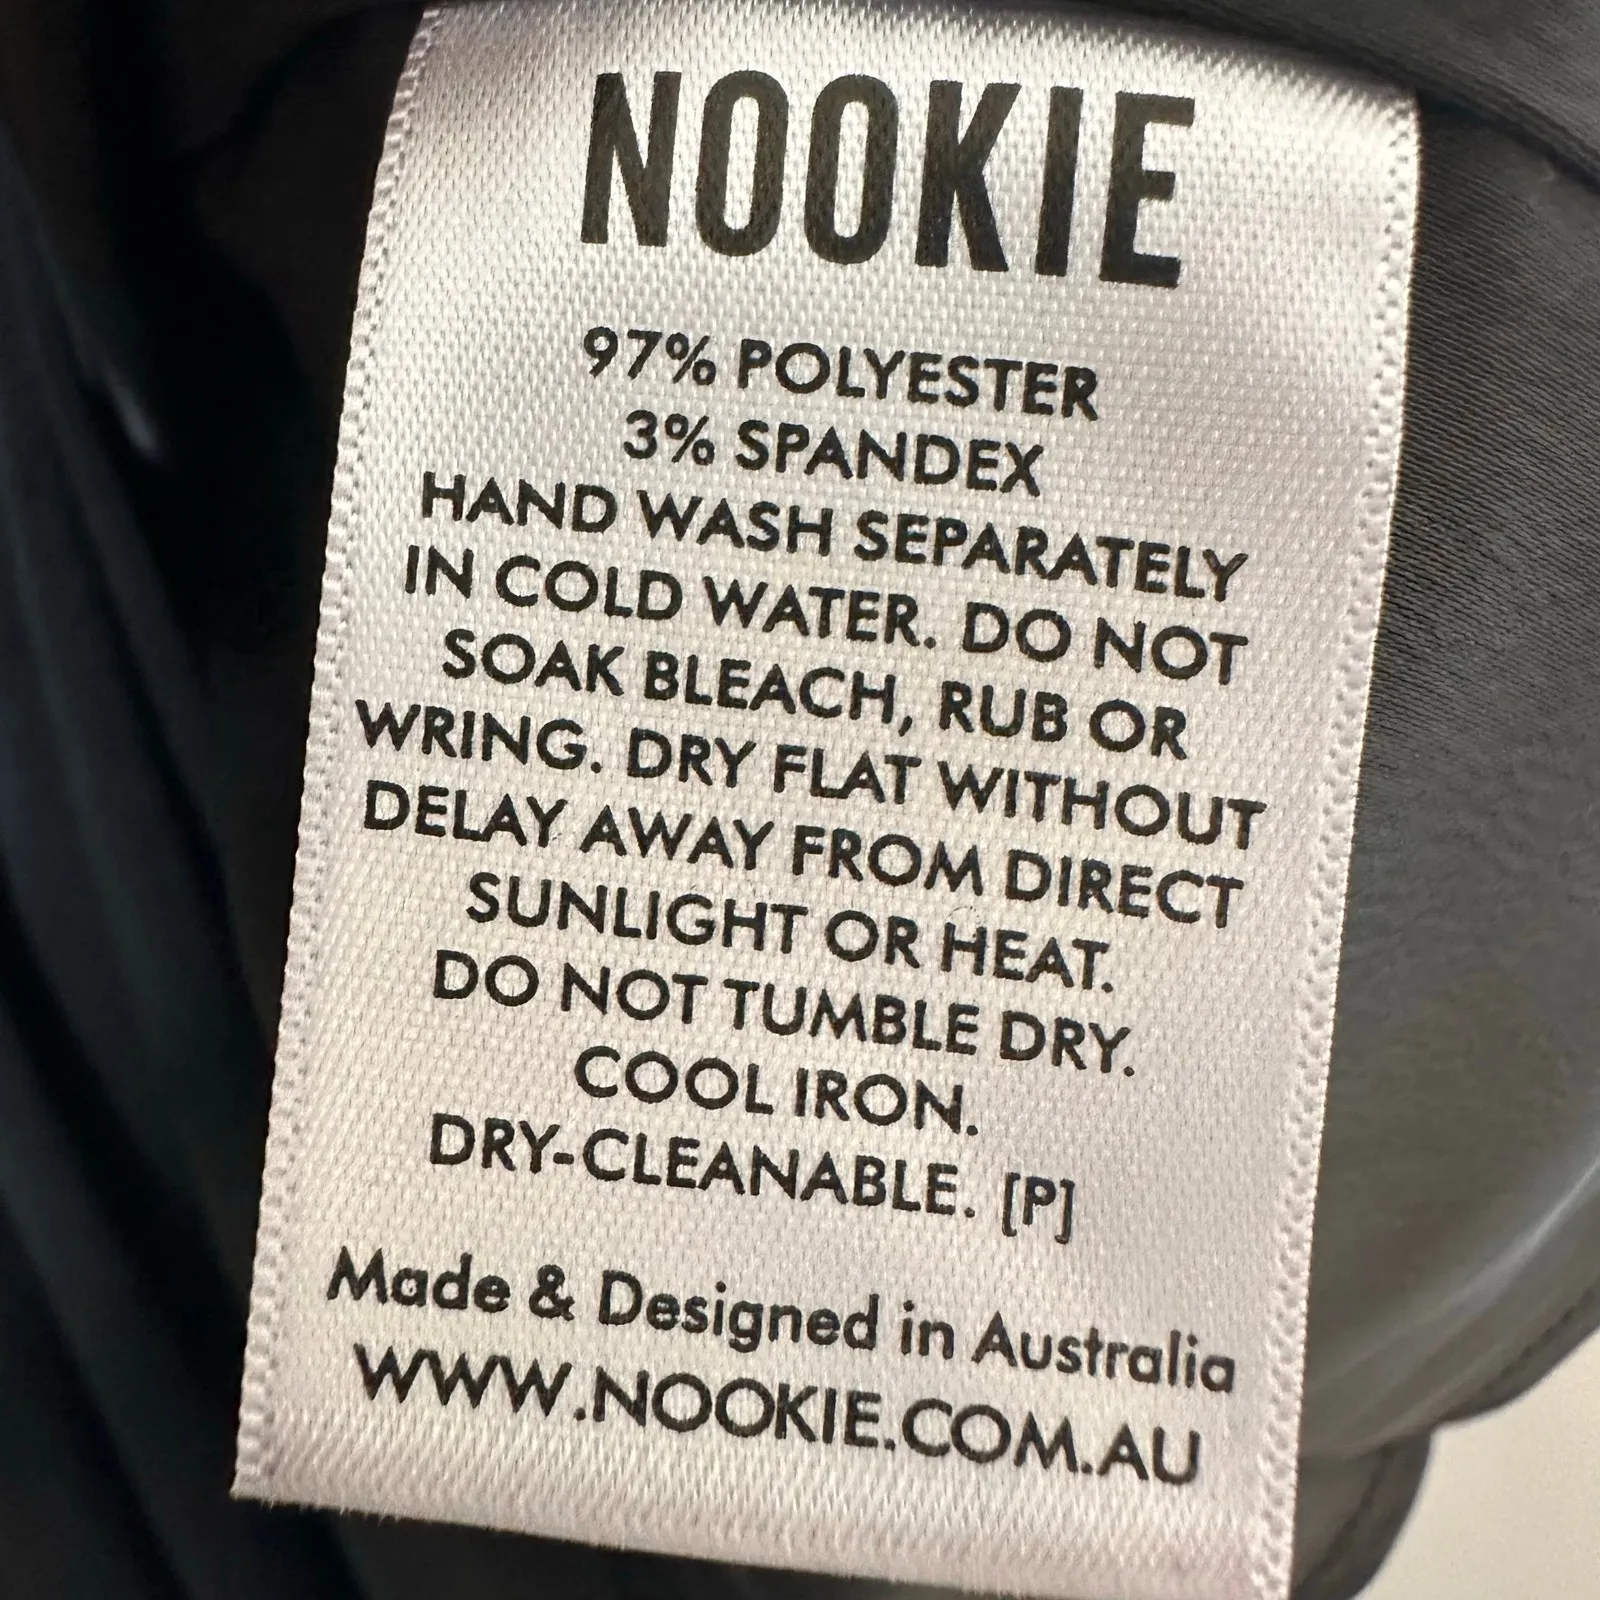 NOOKIE
97% POLYESTER
3% SPANDEX
HAND WASH SEPARATELY
IN COLD WATER. DO NOT
SOAK BLEACH, RUB OR
WRING. DRY FLAT WITHOUT
DELAY AWAY FROM DIRECT
SUNLIGHT OR HEAT.
DO NOT TUMBLE DRY.
COOL IRON.
DRY-CLEANABLE. [P]
Made & Designed in Australia
WWW.NOOKIE.COM.AU